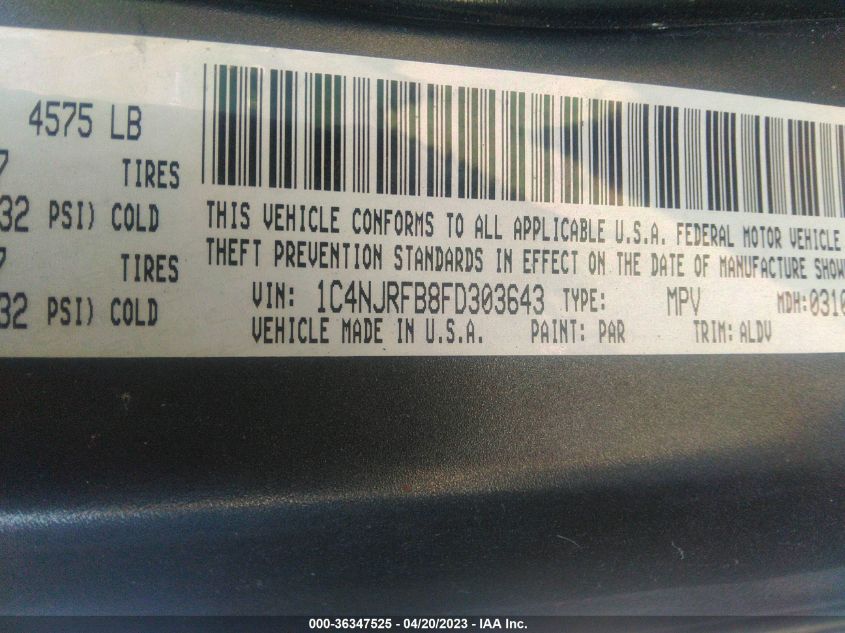 4575 LB
7 TIRES
32 PSI) COLD
7 TIRES
32 PSI) COLD
THIS VEHICLE CONFORMS TO ALL APPLICABLE U.S.A. FEDERAL MOTOR VEHICLE
THEFT PREVENTION STANDARDS IN EFFECT ON THE DATE OF MANUFACTURE SHOW
VIN: 1C4NJRFB8FD303643 TYPE: MPV MDH:0310
VEHICLE MADE IN U.S.A. PAINT: PAR TRIM: ALDV
000-36347525 - 04/20/2023 - IAA Inc.